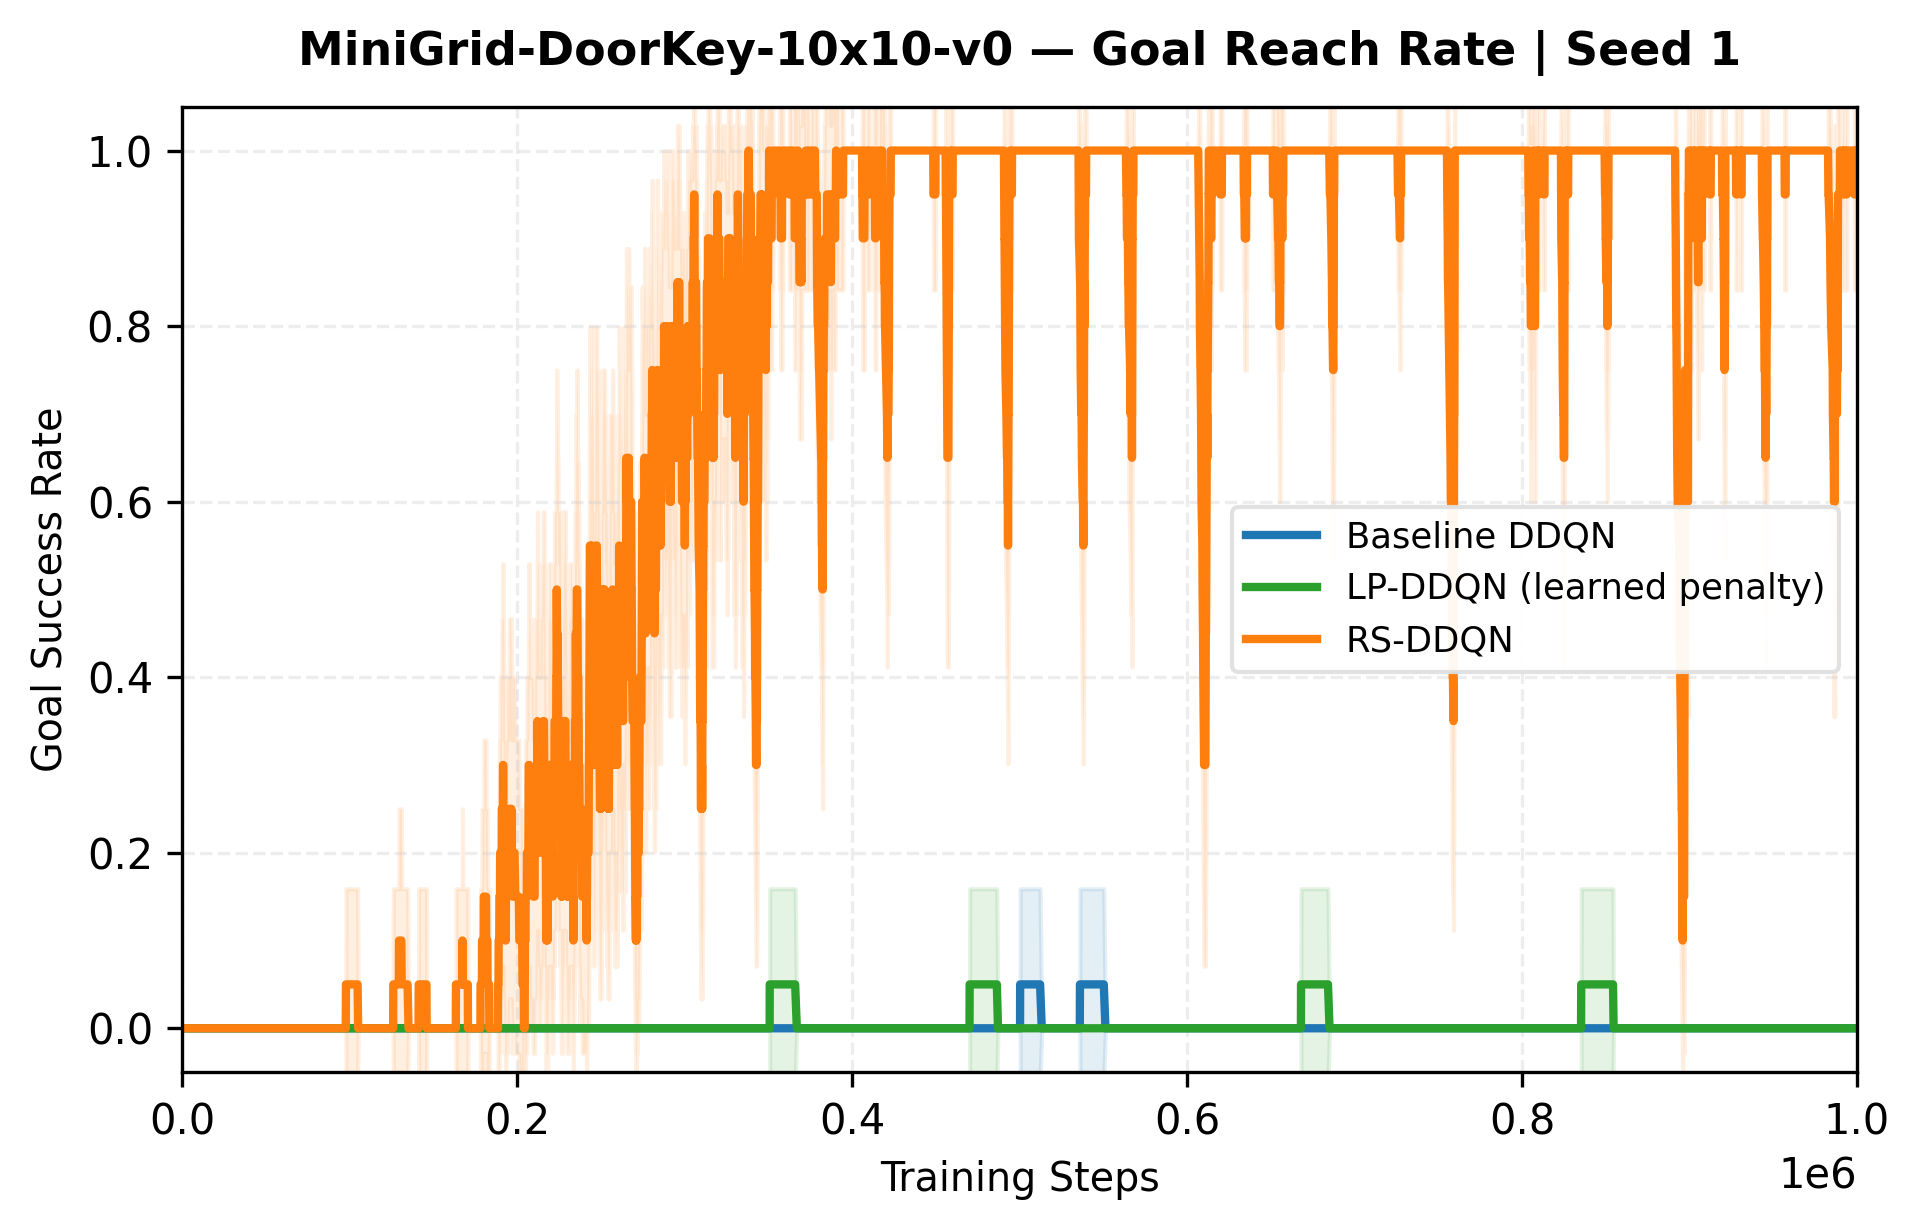 MiniGrid-DoorKey-10x10-v0 — Goal Reach Rate | Seed 1
Goal Success Rate
1.0
0.8
0.6
0.4
0.2
0.0
Baseline DDQN
LP-DDQN (learned penalty)
RS-DDQN
0.0 0.2 0.4 0.6 0.8 1.0
1e6
Training Steps